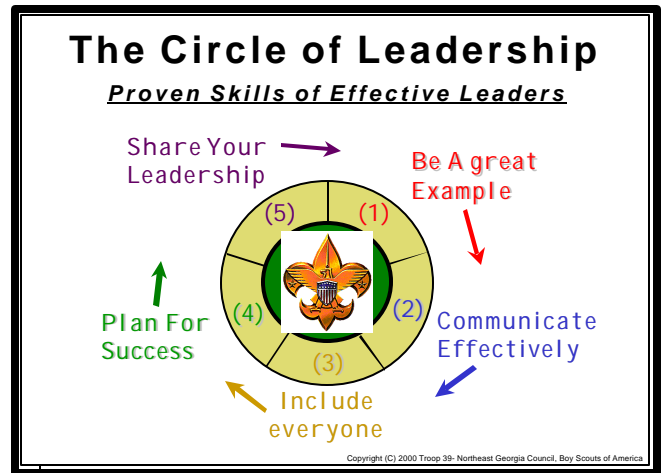 The Circle of Leadership
Proven Skills of Effective Leaders
Share Your
Leadership
Be A great
Example
(5)
(1)
(4)
(2)
(3)
Plan For
Success
Communicate
Effectively
Include
everyone
Copyright (C) 2000 Troop 39- Northeast Georgia Council, Boy Scouts of America